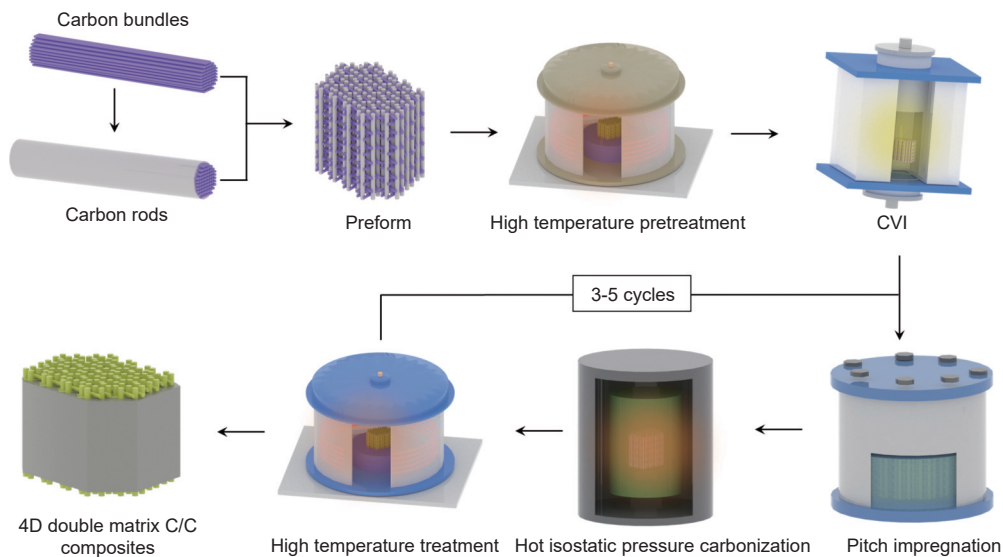 Carbon bundles
Carbon rods
Preform
High temperature pretreatment
CVI
3-5 cycles
4D double matrix C/C
composites
High temperature treatment
Hot isostatic pressure carbonization
Pitch impregnation